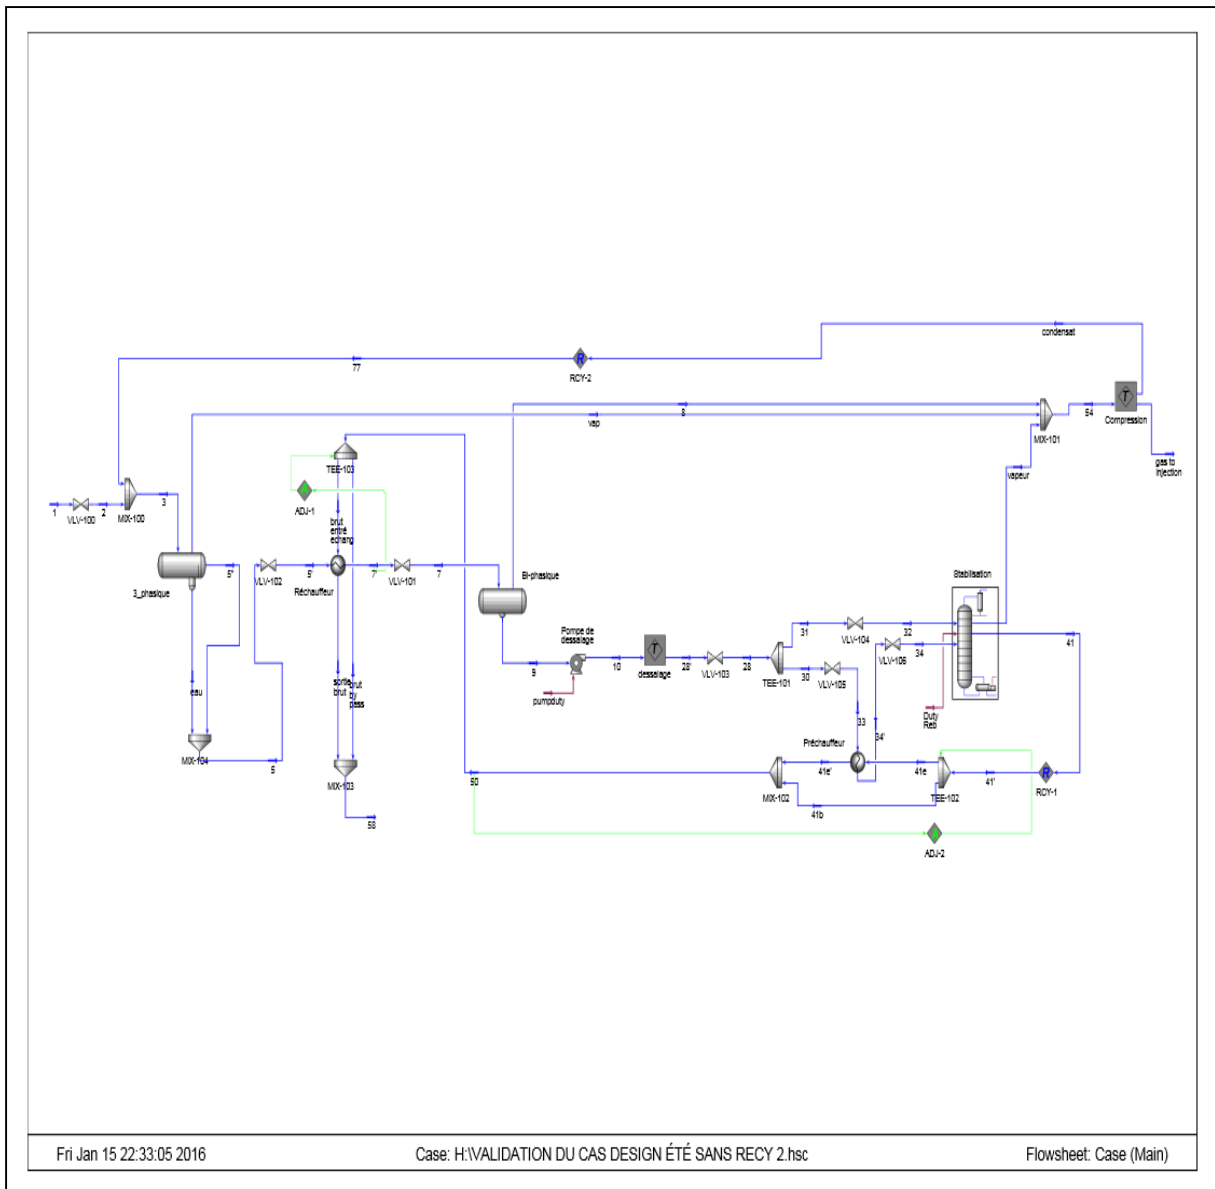 condensat
77
RCY-2
8
vap
54
MIX-101
Compression
gas to
Injection
vapeur
TEE-103
ADJ-1
1
VLV-100
2
MIX-100
3
brut
entré
echang
3_phasique
5"
VLV-102
5'
Réchauffeur
7'
VLV-101
7
Bi-phasique
Stabilisation
Pompe de
dessalage
9
10
pumpduty
dessalage
28'
VLV-103
28
TEE-101
31
VLV-104
32
30
VLV-105
VLV-106
34
41
33
34'
Duty
Reb
eau
sortie
brut
brut
by
pass
MIX-104
5
MIX-103
58
50
MIX-102
41e'
Préchauffeur
41e
TEE-102
41'
RCY-1
41b
ADJ-2
Fri Jan 15 22:33:05 2016
Case: H:\VALIDATION DU CAS DESIGN ÉTÉ SANS RECY 2.hsc
Flowsheet: Case (Main)